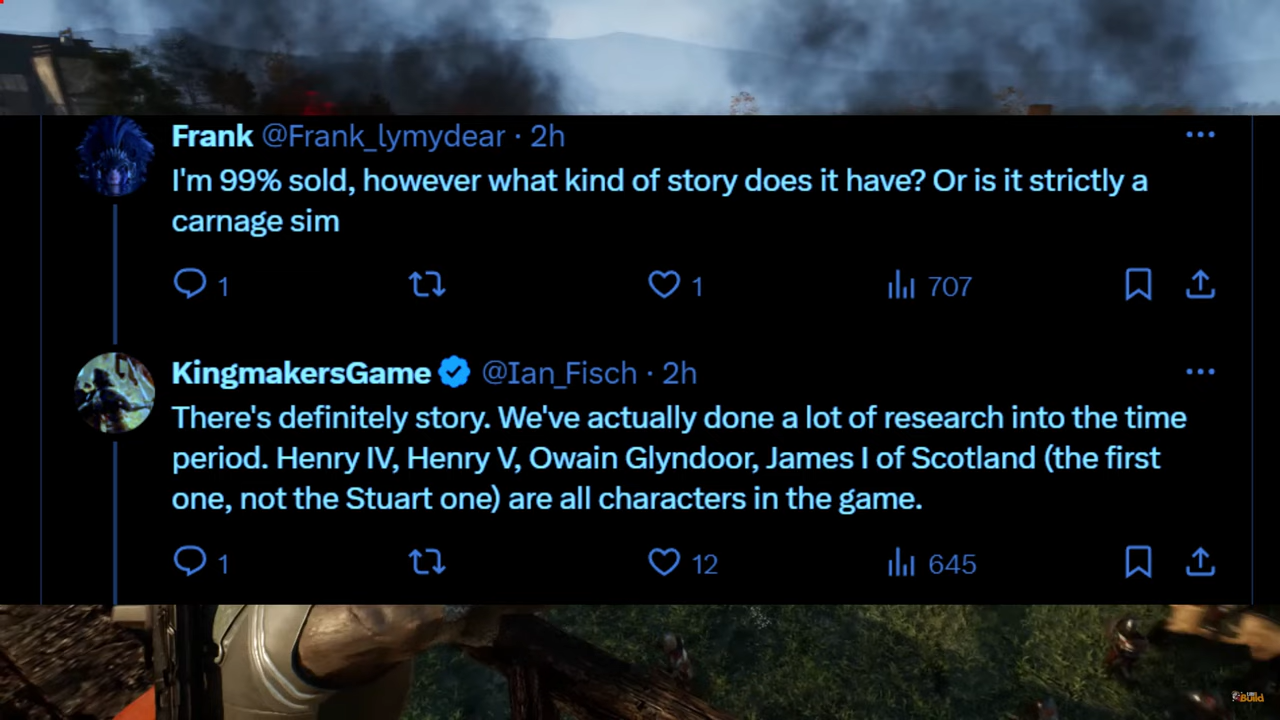 Frank @Frank_lymydear · 2h
I'm 99% sold, however what kind of story does it have? Or is it strictly a
carnage sim
1 1 707
KingmakersGame @Ian_Fisch · 2h
There's definitely story. We've actually done a lot of research into the time
period. Henry IV, Henry V, Owain Glyndoor, James I of Scotland (the first
one, not the Stuart one) are all characters in the game.
1 12 645
Build